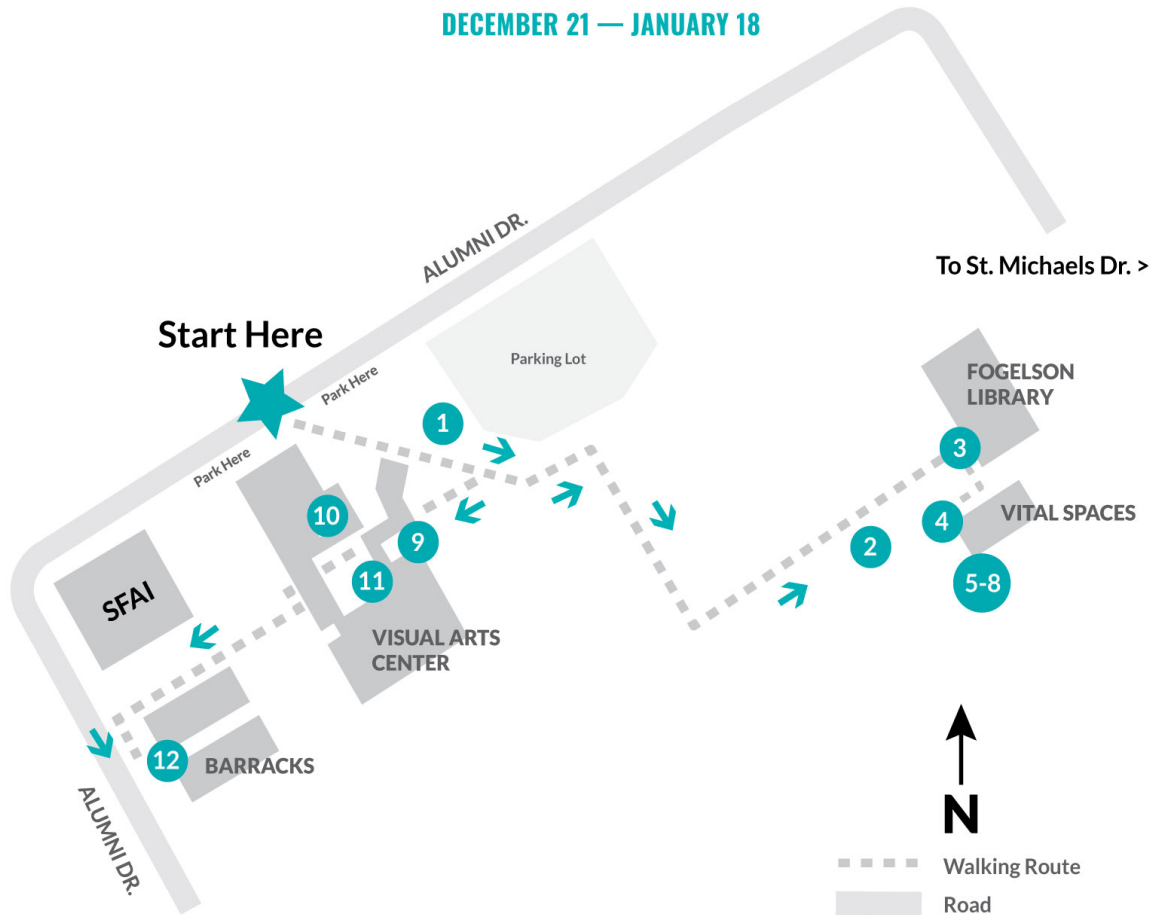 DECEMBER 21 — JANUARY 18
ALUMNI DR.
To St. Michaels Dr. >
Start Here
Park Here
Parking Lot
FOGELSON
LIBRARY
1
3
Park Here
10
9
4
VITAL SPACES
2
11
5-8
SFAI
VISUAL ARTS
CENTER
12
BARRACKS
ALUMNI DR.
N
Walking Route
Road